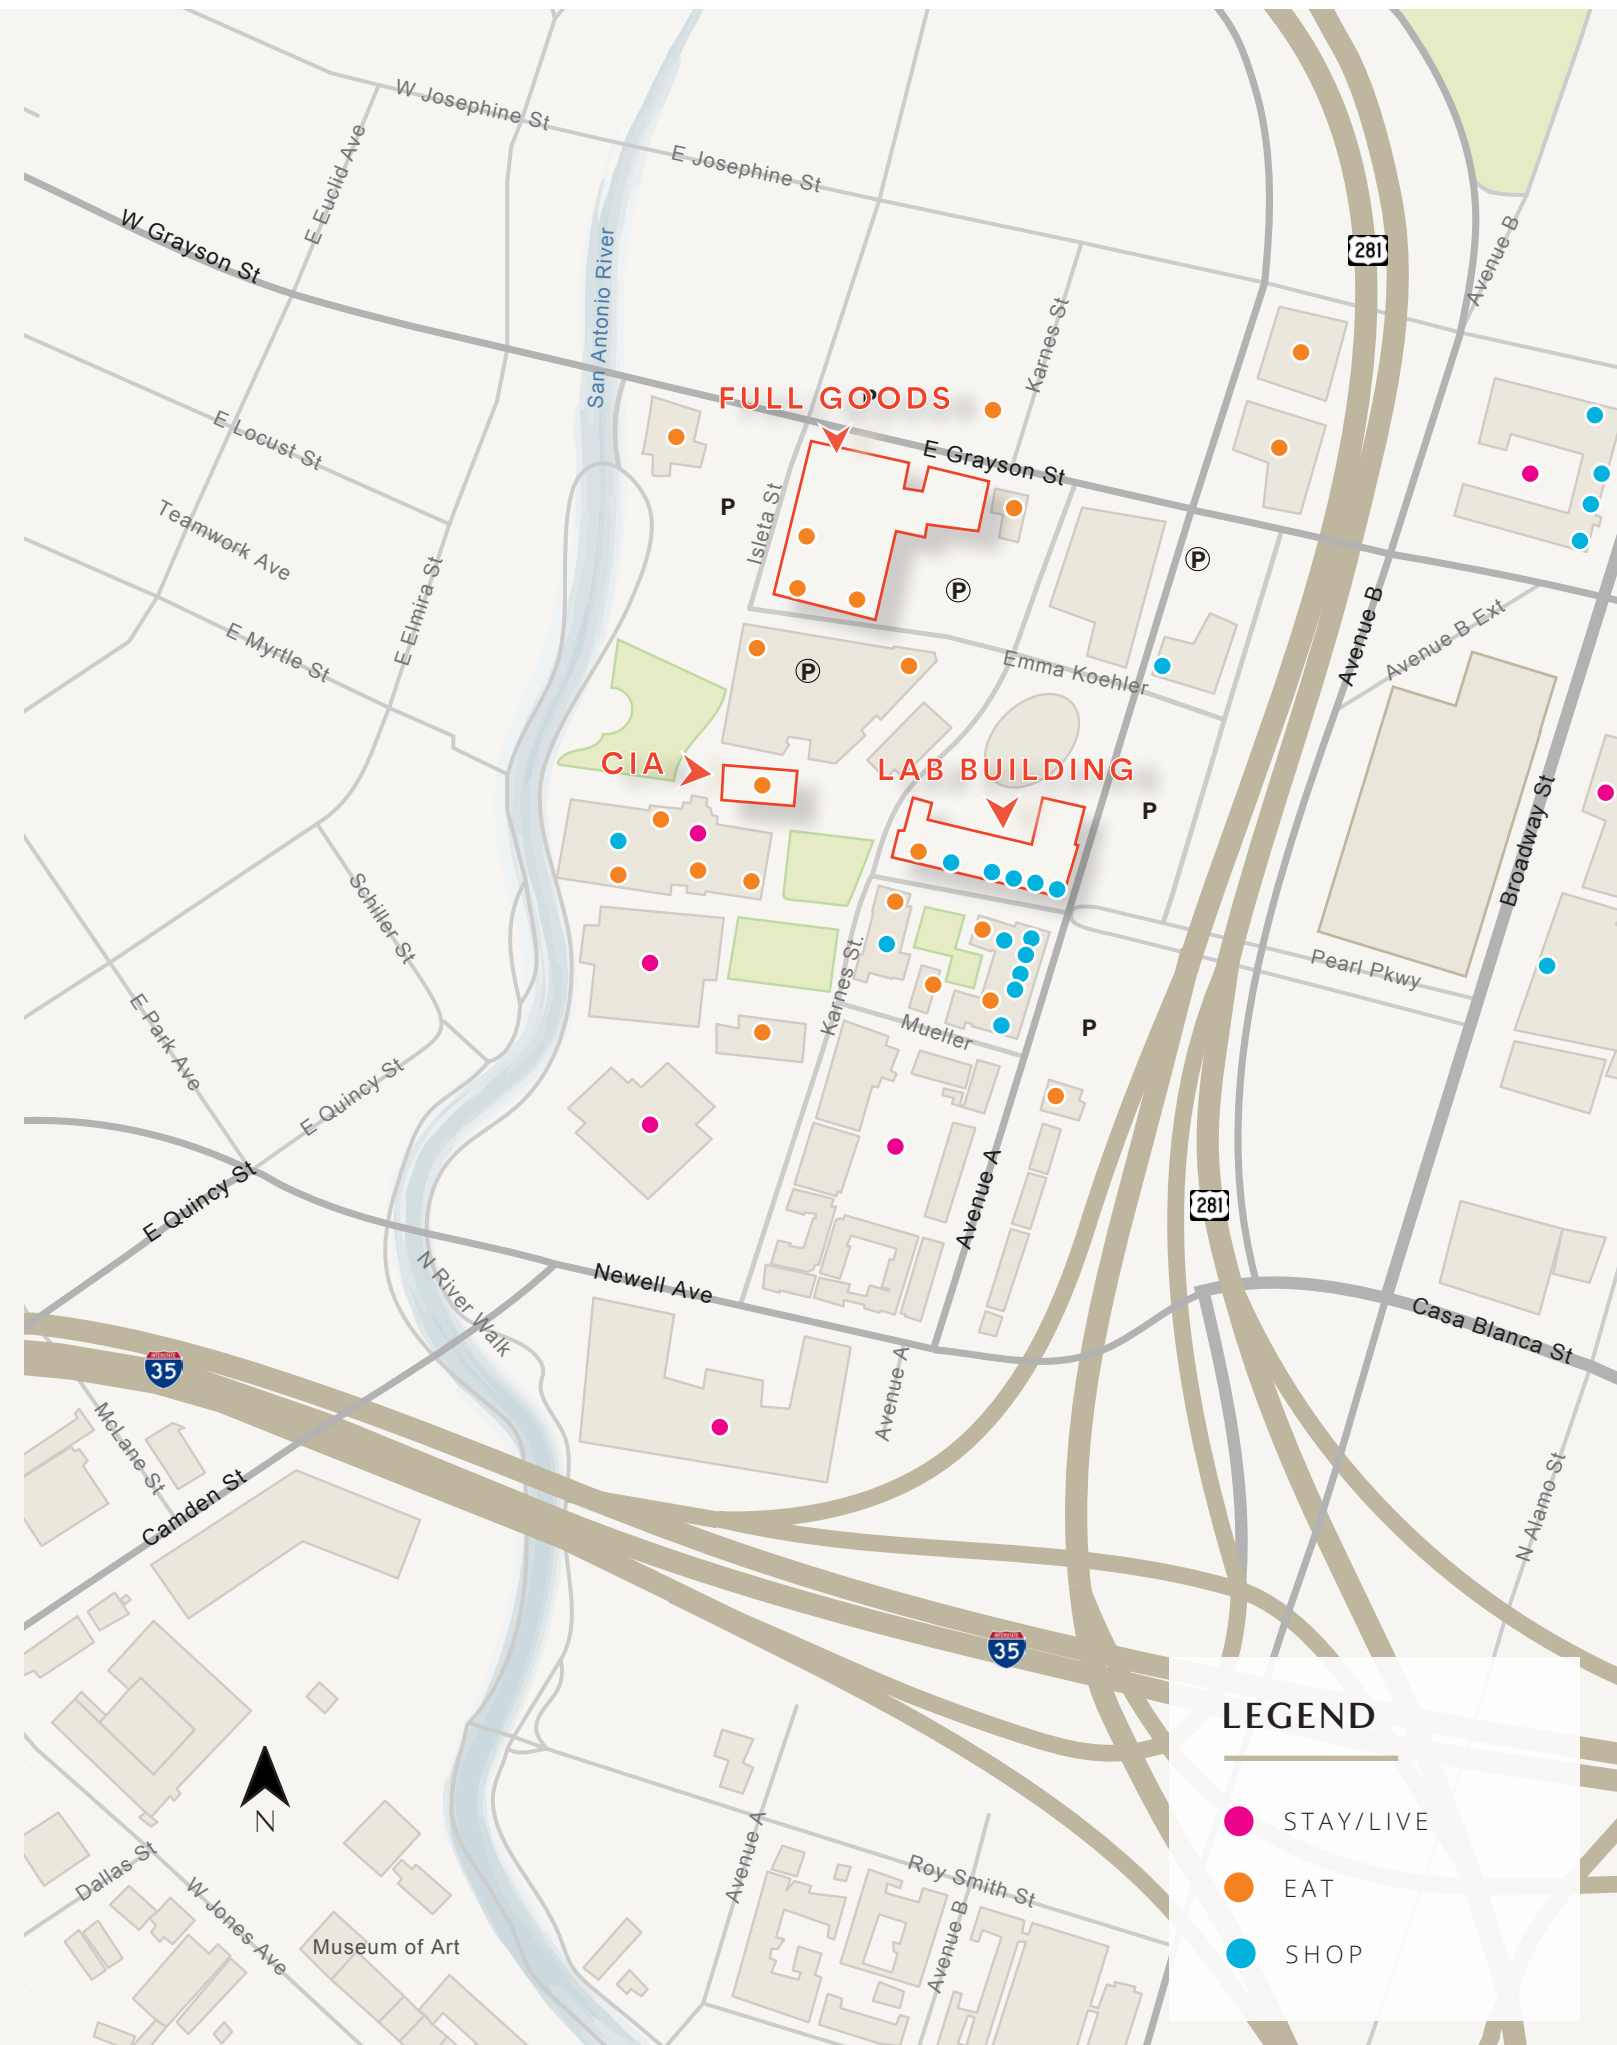 W Josephine St
E Josephine St
E Euclid Ave
W Grayson St
San Antonio River
281
Avenue B
Karnes St
FULL GOODS
P
E Locust St
E Grayson St
Isleta St
P
Teamwork Ave
P
P
E Elmira St
E Myrtle St
Avenue B
Avenue B Ext
Emma Koehler
P
CIA
LAB BUILDING
P
Broadway St
Schiller St
Karnes St.
Pearl Pkwy
E Park Ave
Mueller
P
E Quincy St
E Quincy St
Avenue A
281
N River Walk
Newell Ave
Casa Blanca St
INTERSTATE
35
Avenue A
McLane St
Camden St
N Alamo St
INTERSTATE
35
LEGEND
STAY/LIVE
EAT
SHOP
N
Dallas St
W Jones Ave
Museum of Art
Avenue A
Roy Smith St
Avenue B